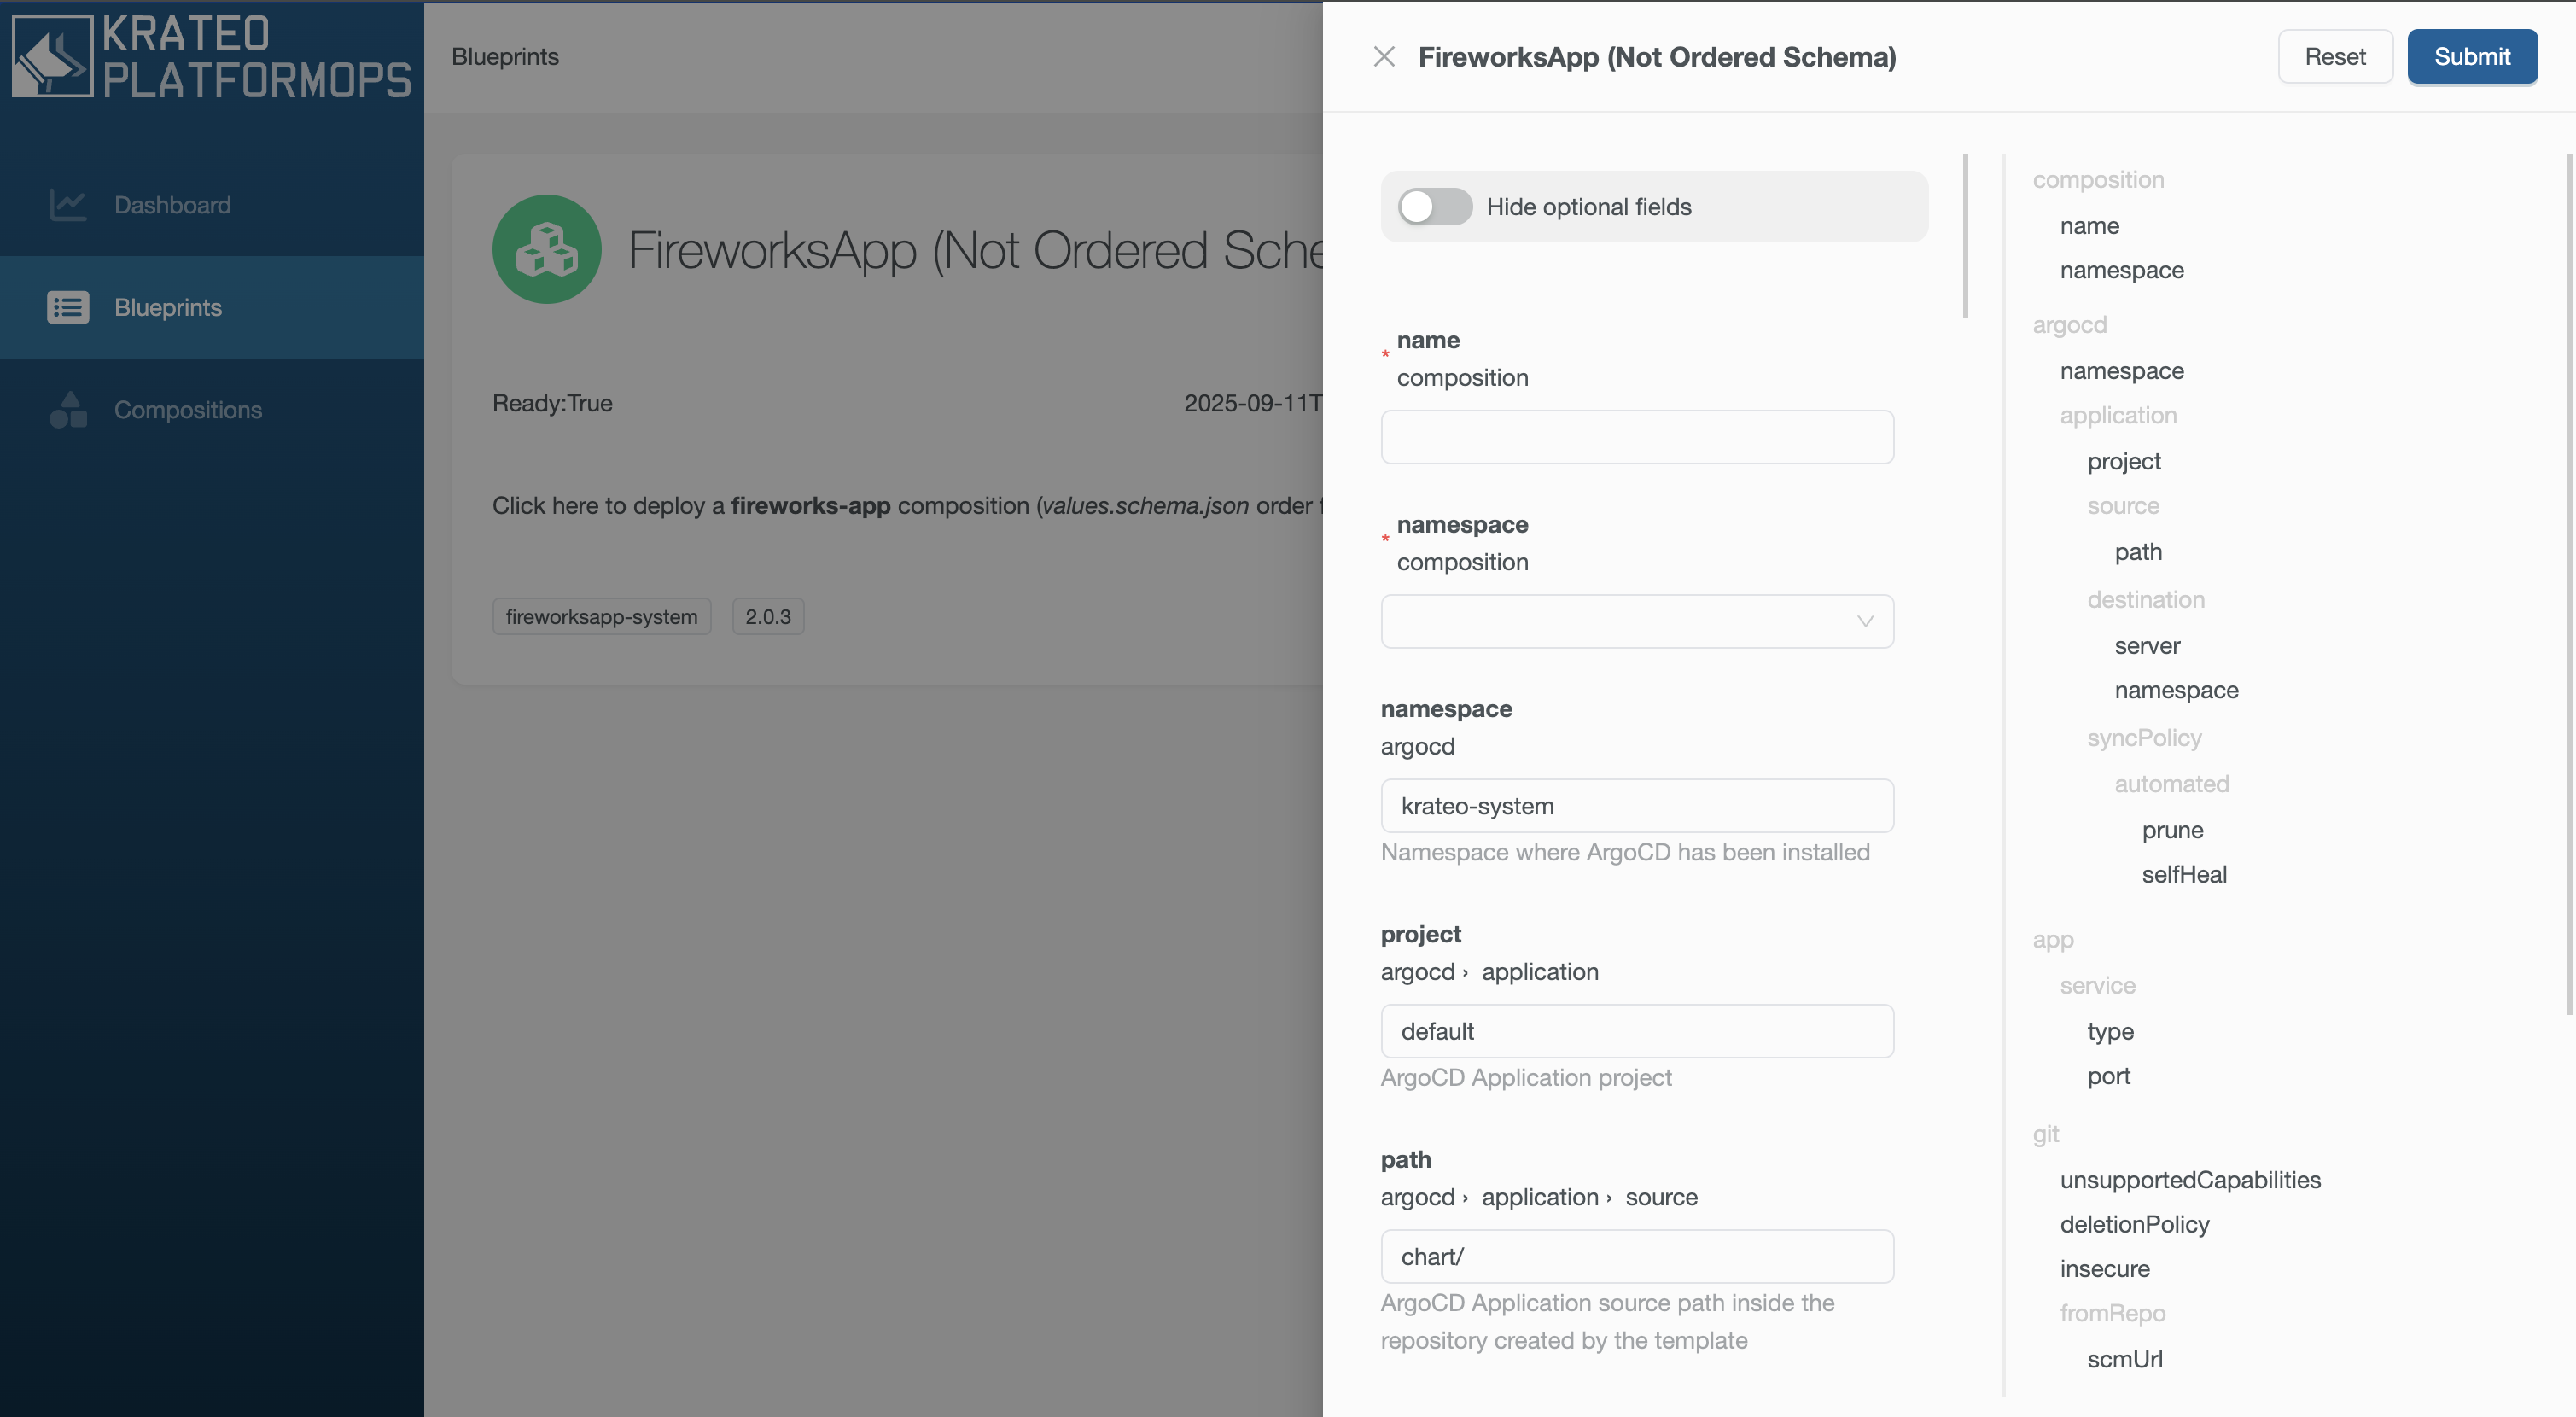 KRATEO
PLATFORMOPS
Dashboard
Blueprints
Compositions
Blueprints
FireworksApp (Not Ordered Sche
Ready:True
2025-09-11T
Click here to deploy a fireworks-app composition (values.schema.json order
fireworksapp-system
2.0.3
FireworksApp (Not Ordered Schema)
Reset
Submit
Hide optional fields
* name
composition
* namespace
composition
namespace
argocd
krateo-system
Namespace where ArgoCD has been installed
project
argocd › application
default
ArgoCD Application project
path
argocd › application › source
chart/
ArgoCD Application source path inside the
repository created by the template
composition
name
namespace
argocd
namespace
application
project
source
path
destination
server
namespace
syncPolicy
automated
prune
selfHeal
app
service
type
port
git
unsupportedCapabilities
deletionPolicy
insecure
fromRepo
scmUrl